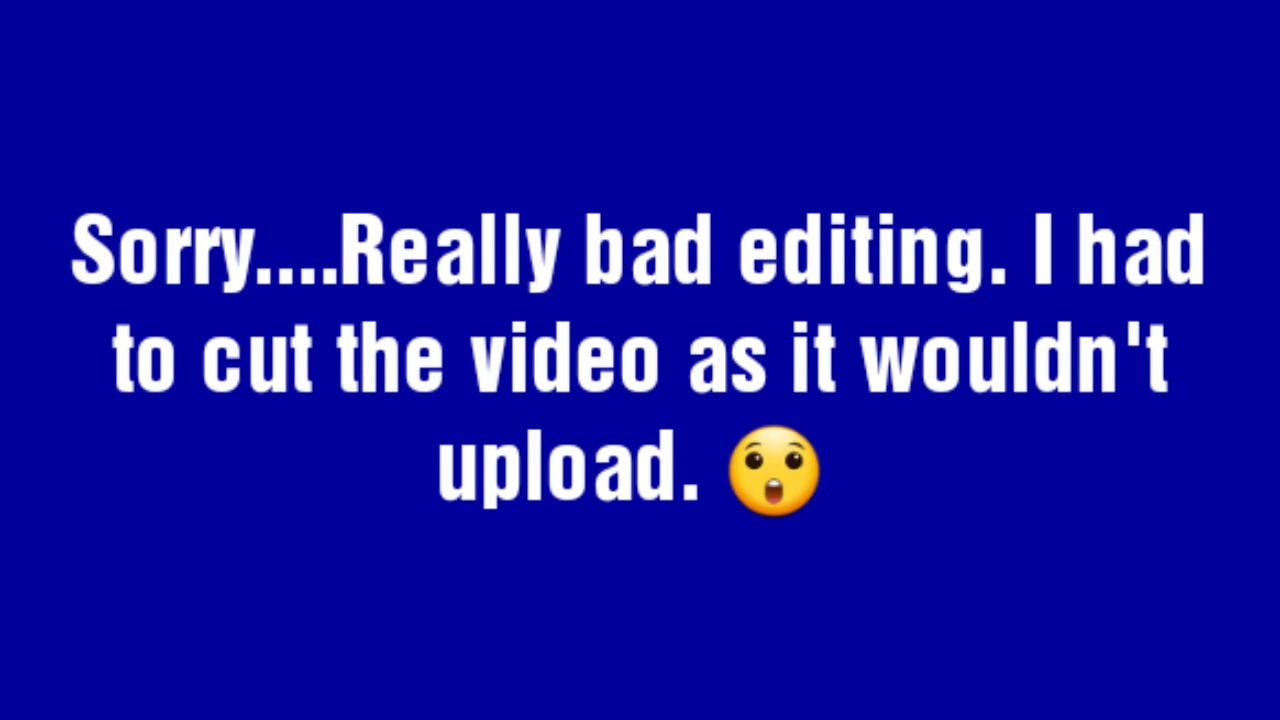 Sorry....Really bad editing. I had
to cut the video as it wouldn't
upload. 😲